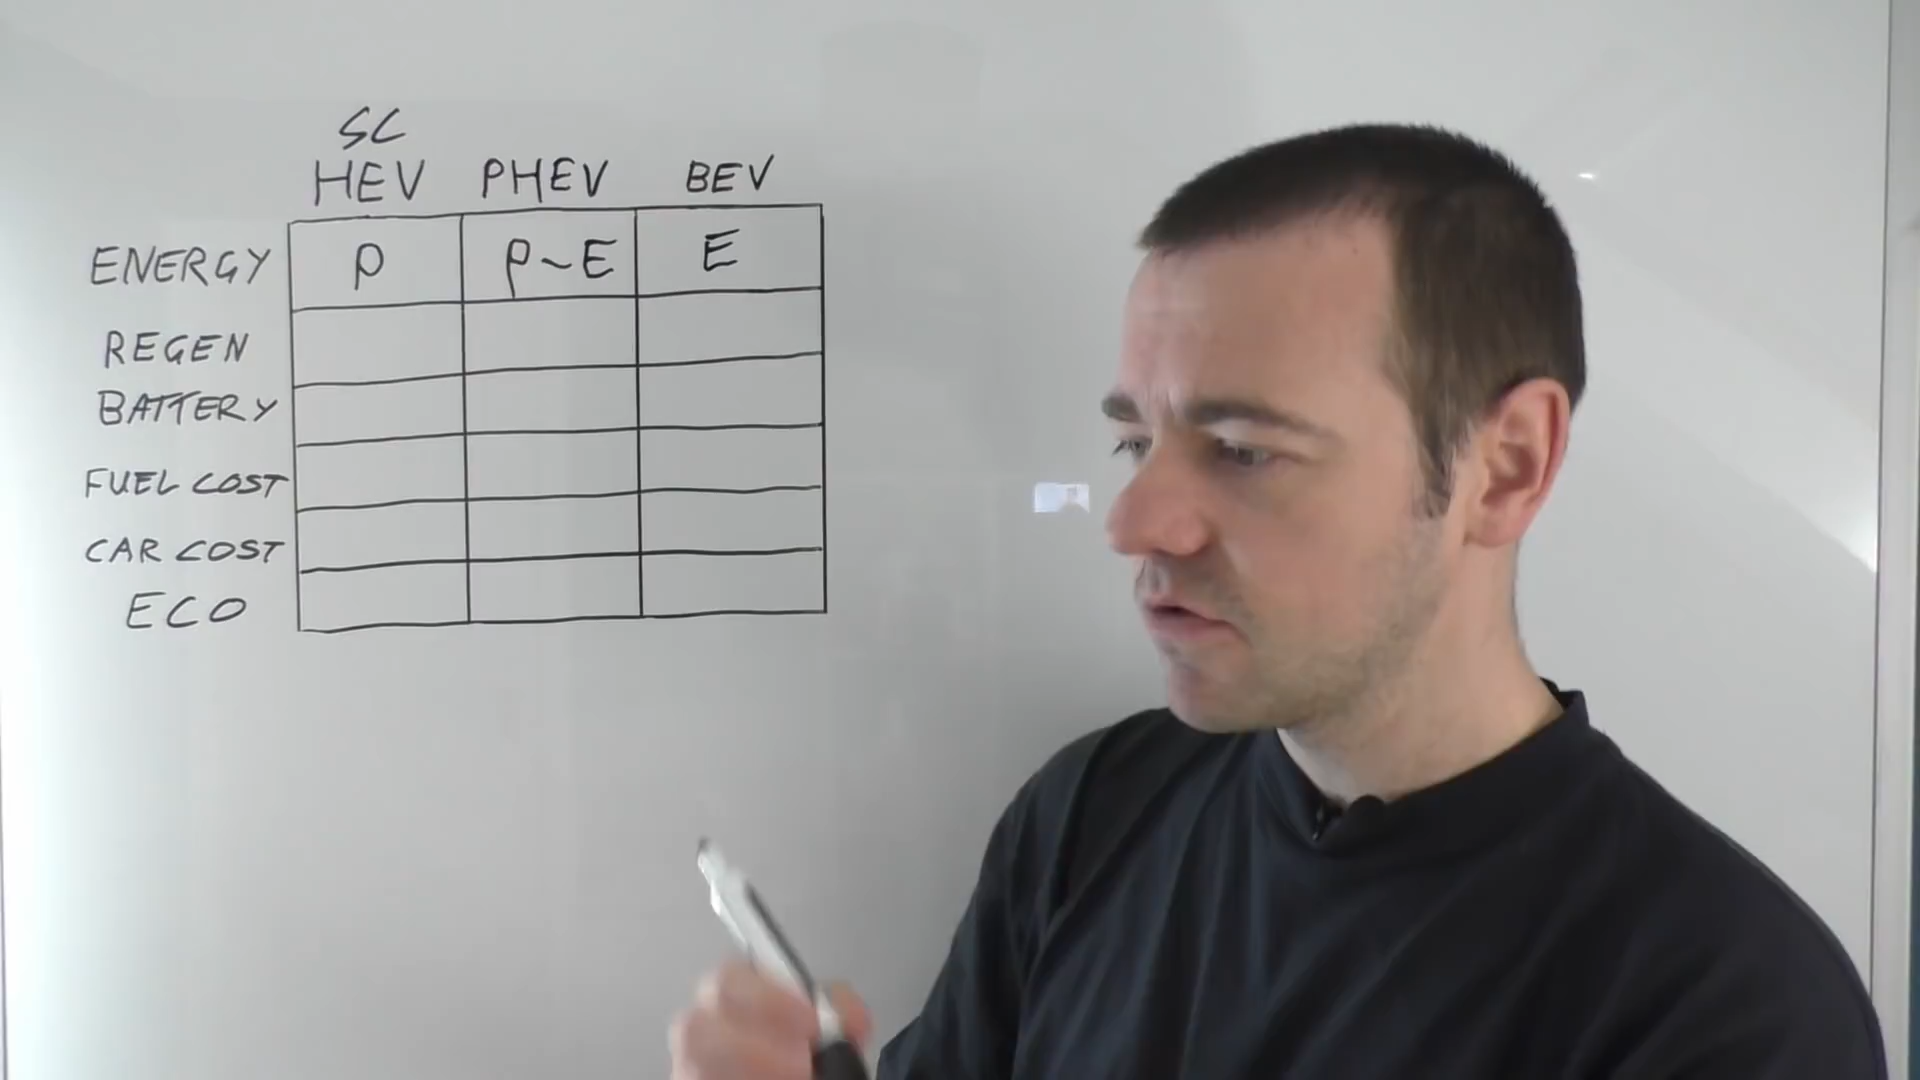 SC
HEV PHEV BEV
ENERGY P P~E E
REGEN
BATTERY
FUEL COST
CAR COST
ECO